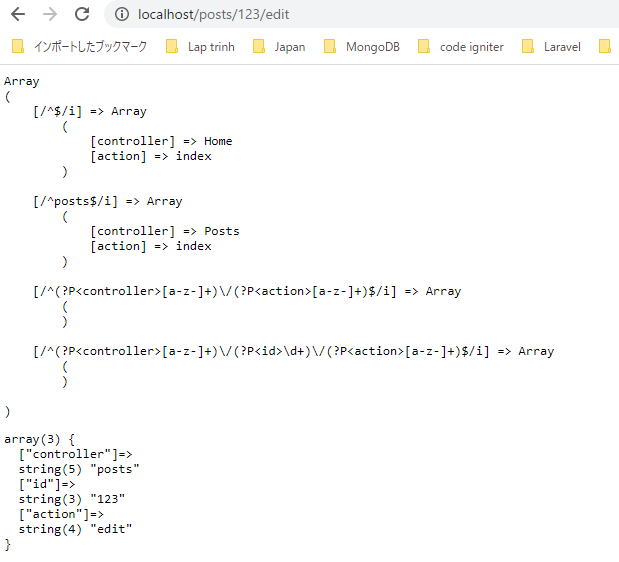 localhost/posts/123/edit
インポートしたブックマーク Lap trinh Japan MongoDB code igniter Laravel
Array
(
    [/^$/i] => Array
        (
            [controller] => Home
            [action] => index
        )

    [/^posts$/i] => Array
        (
            [controller] => Posts
            [action] => index
        )

    [/^(?P<controller>[a-z-]+)\/(?P<action>[a-z-]+)$/i] => Array
        (
        )

    [/^(?P<controller>[a-z-]+)\/(?P<id>\d+)\/(?P<action>[a-z-]+)$/i] => Array
        (
        )

)
array(3) {
  ["controller"]=>
  string(5) "posts"
  ["id"]=>
  string(3) "123"
  ["action"]=>
  string(4) "edit"
}